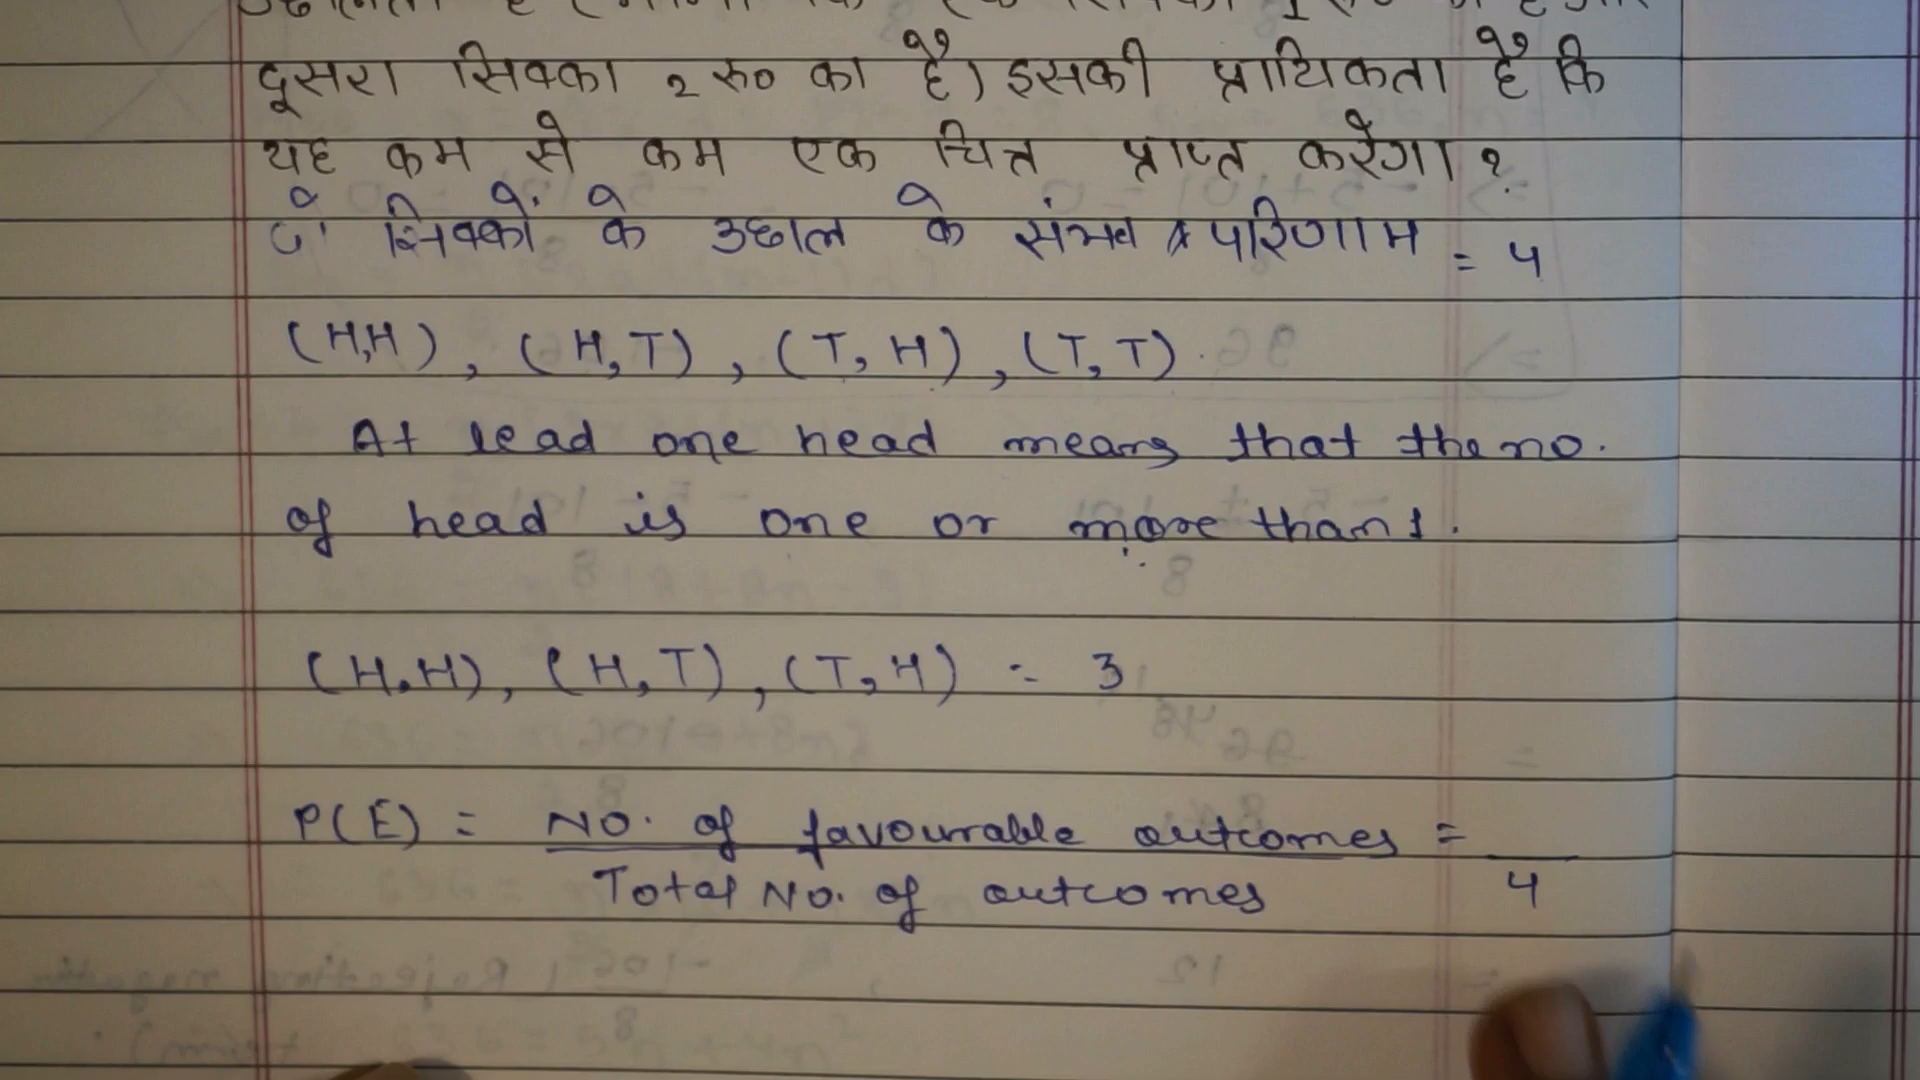 दूसरा सिक्का 2 रु० का है) इसकी प्रायिकता है कि
यह कम से कम एक चित्त प्राप्त करेगा?
सिक्कों के उछाल के संभव परिणाम = 4
(H,H), (H,T), (T,H), (T,T).
At lead one head means that the no.
of head is one or more than 1.
(H,H), (H,T), (T,H) = 3
P(E) = No. of favourable outcomes =
Total No. of outcomes 4